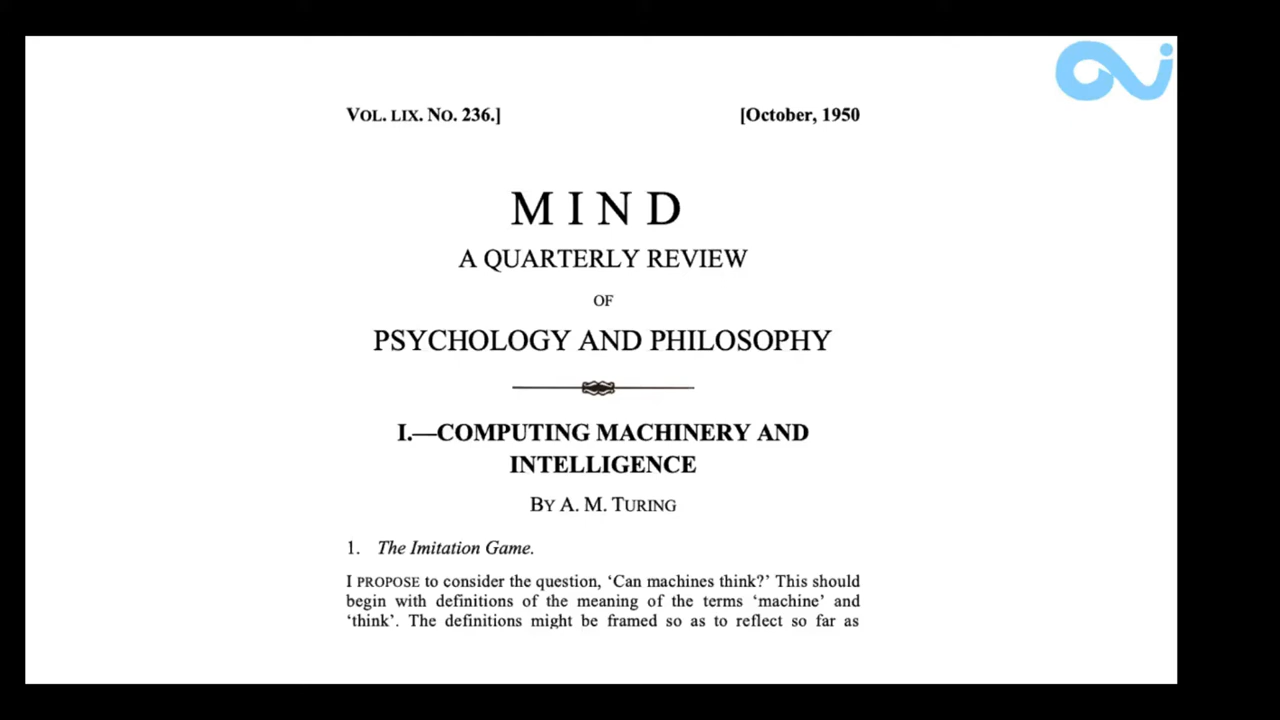 VOL. LIX. NO. 236.] [October, 1950
MIND
A QUARTERLY REVIEW
OF
PSYCHOLOGY AND PHILOSOPHY
I.—COMPUTING MACHINERY AND
INTELLIGENCE
BY A. M. TURING
1. The Imitation Game.
I PROPOSE to consider the question, ‘Can machines think?’ This should
begin with definitions of the meaning of the terms ‘machine’ and
‘think’. The definitions might be framed so as to reflect so far as